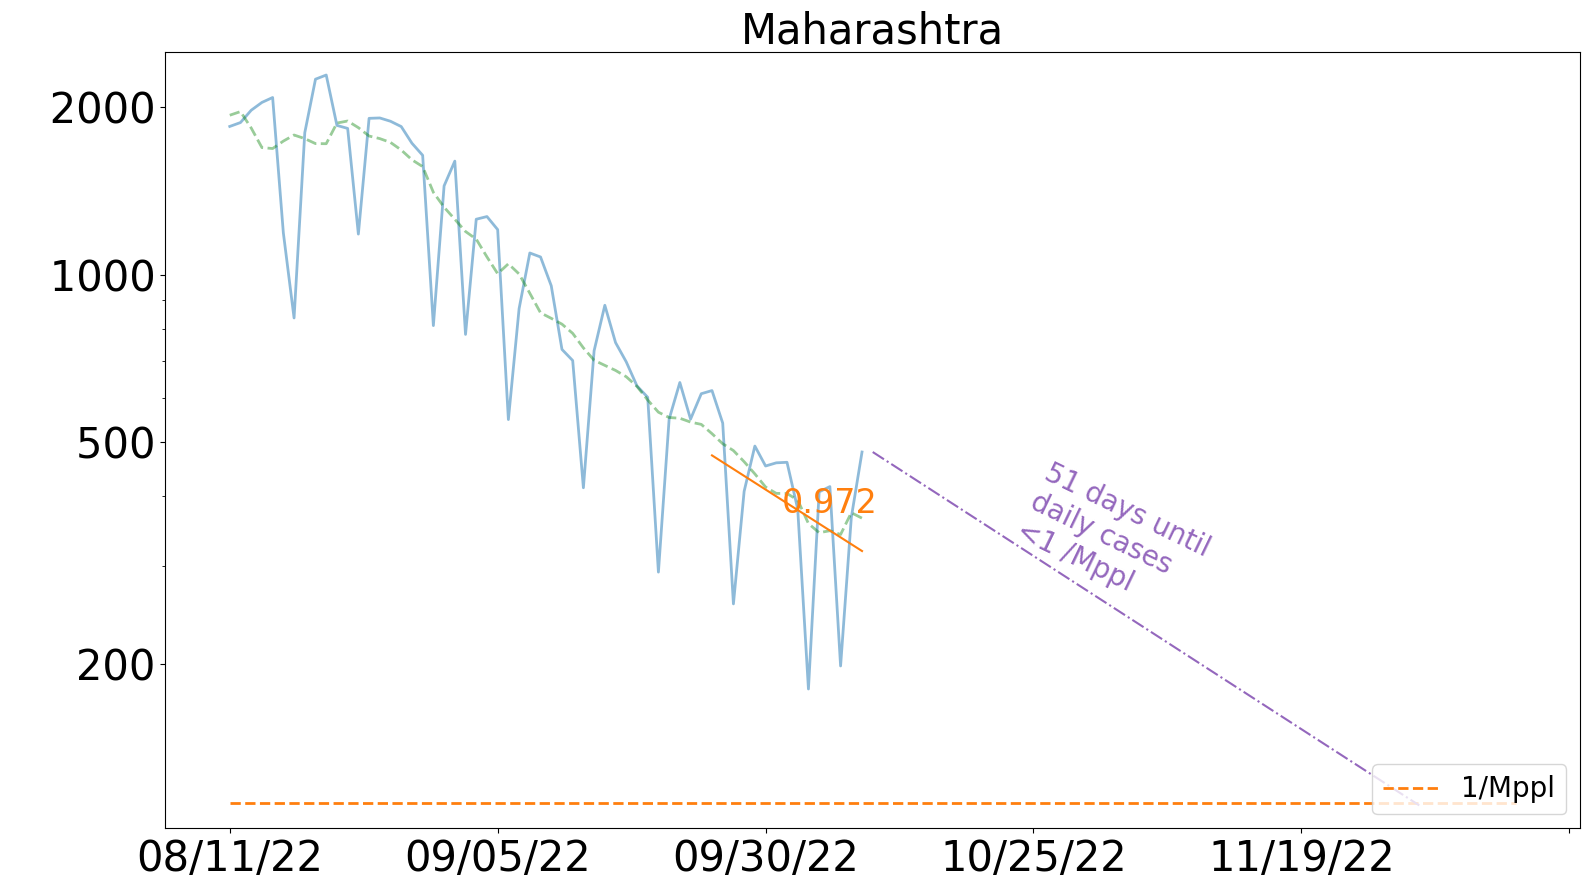 Maharashtra
2000
1000
500
200
0.972
51 days until
daily cases
<1 /Mppl
1/Mppl
08/11/22
09/05/22
09/30/22
10/25/22
11/19/22